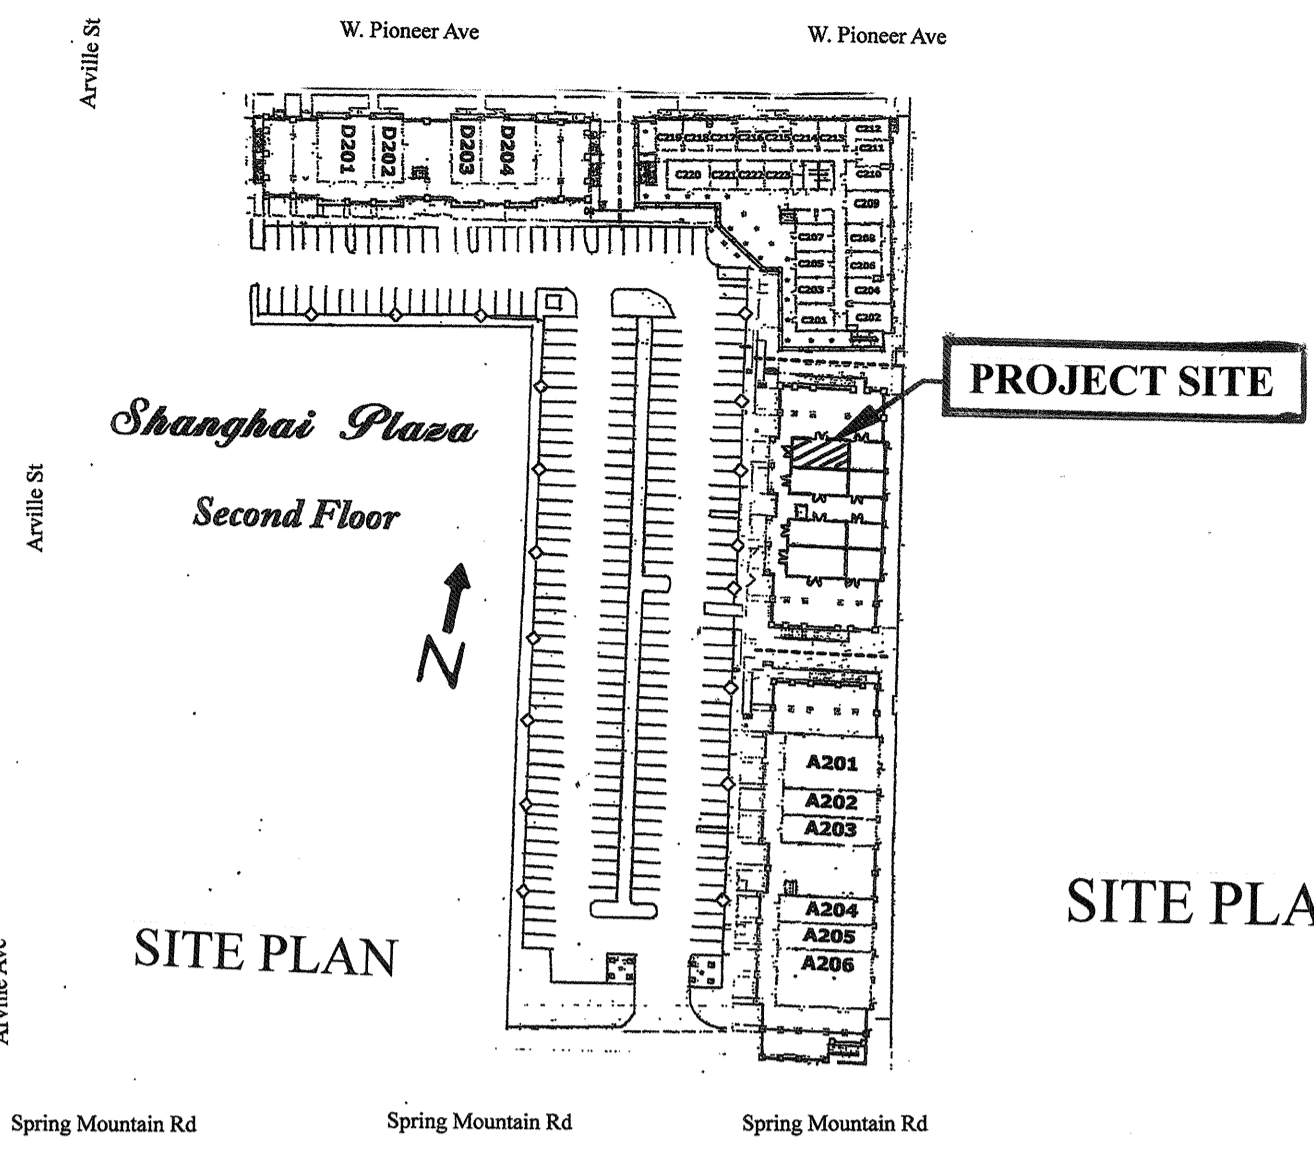 W. Pioneer Ave
W. Pioneer Ave
Arville St
D201
D202
D203
D204
C219 C218 C217 C216 C215 C214 C213
C212
C211
C220 C221 C222 C223
C210
C209
C207
C208
C205
C206
C203
C204
C201
C202
PROJECT SITE
Shanghai Plaza
Second Floor
Arville St
N
A201
A202
A203
A204
A205
A206
SITE PLAN
SITE PLA
Arville Ave
Spring Mountain Rd
Spring Mountain Rd
Spring Mountain Rd